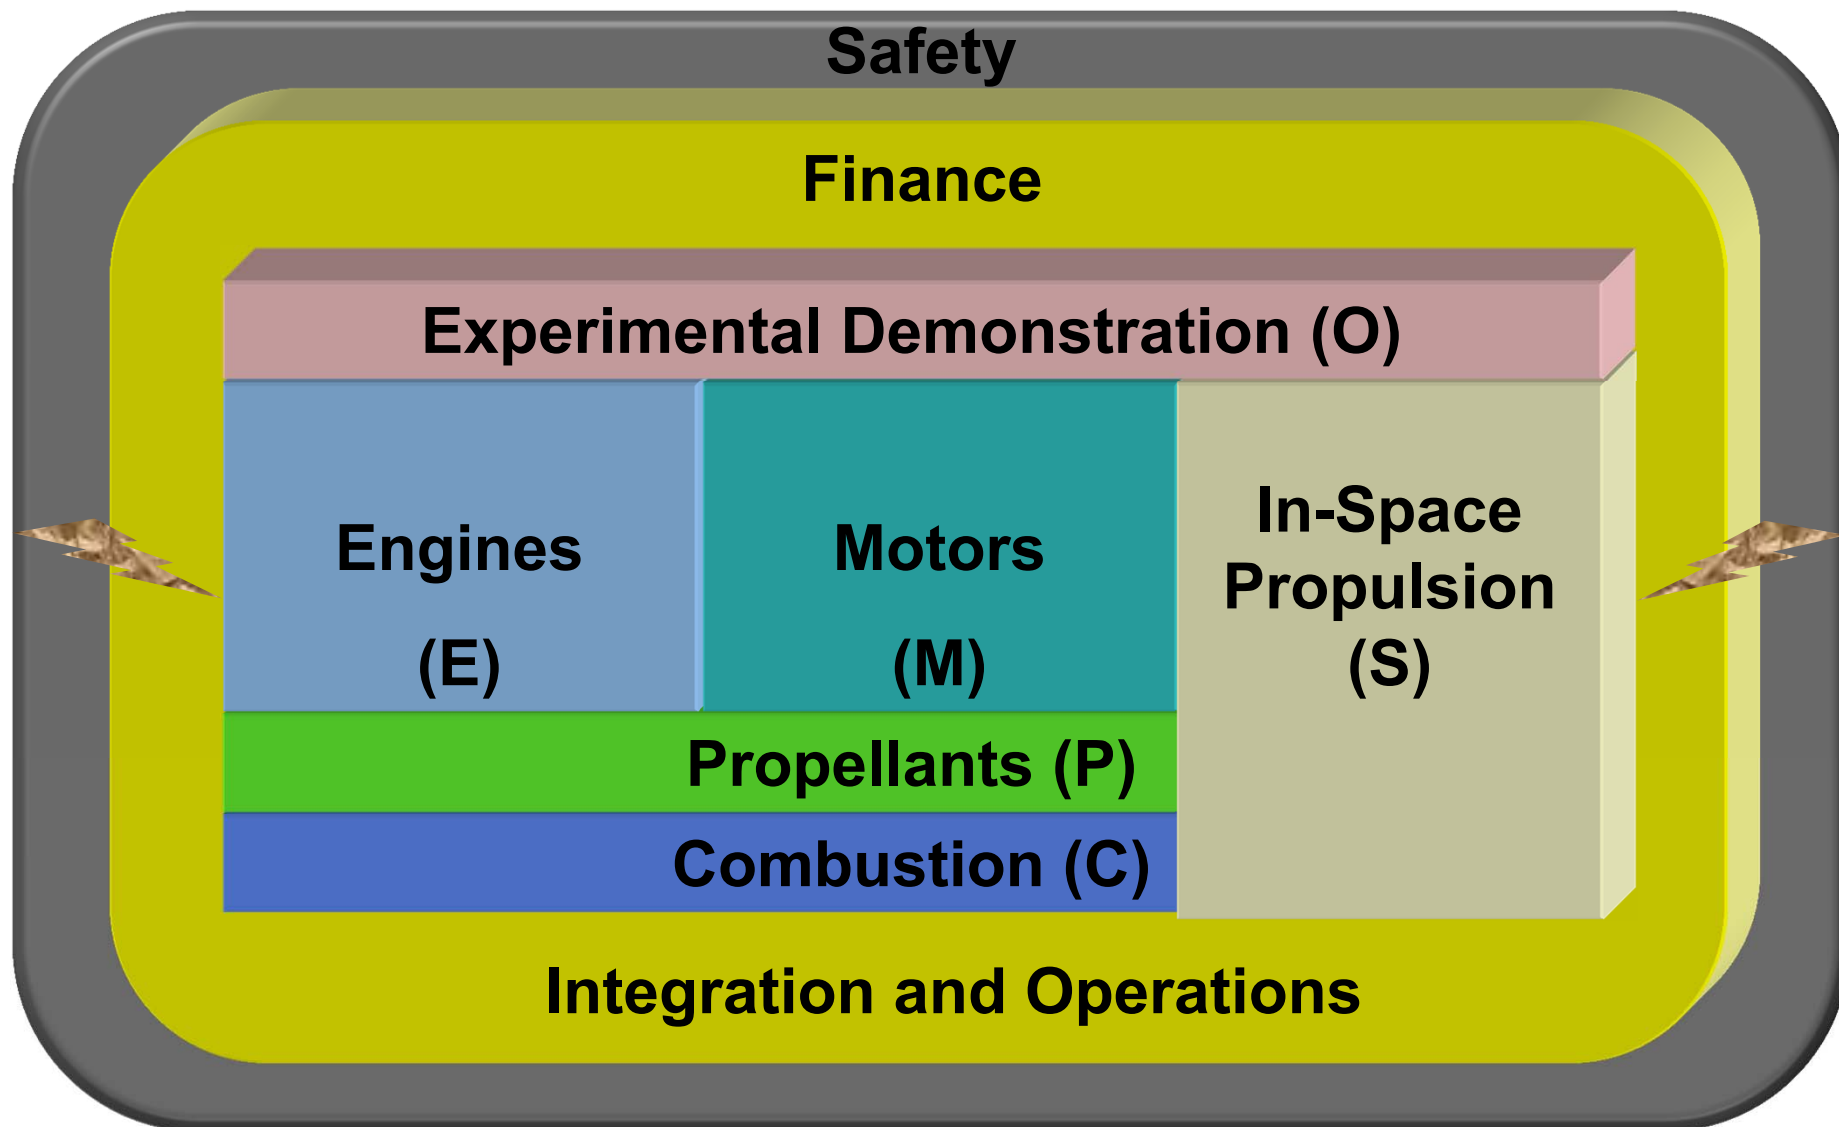 Safety
Finance
Experimental Demonstration (O)
Engines
(E)
Motors
(M)
In-Space
Propulsion
(S)
Propellants (P)
Combustion (C)
Integration and Operations